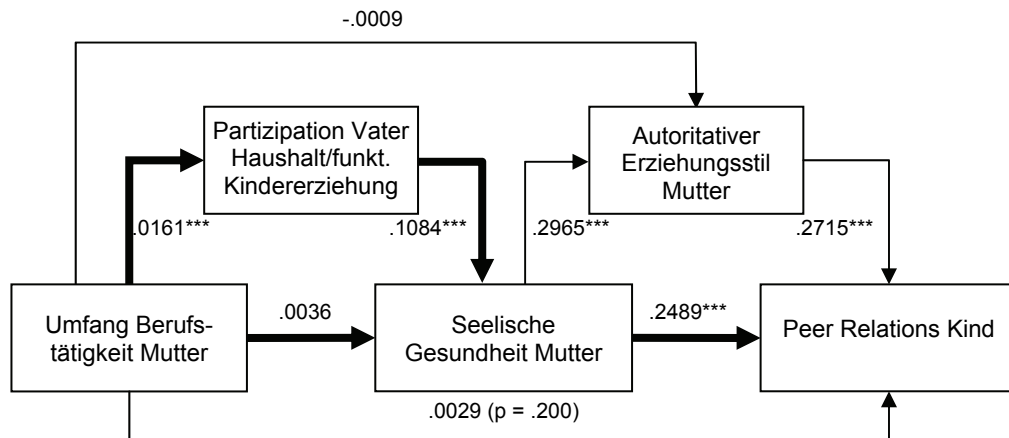 -.0009
Partizipation Vater
Haushalt/funkt.
Kindererziehung
Autoritativer
Erziehungsstil
Mutter
.0161***
.1084***
.2965***
.2715***
Umfang Berufs-
tätigkeit Mutter
.0036
Seelische
Gesundheit Mutter
.2489***
Peer Relations Kind
.0029 (p = .200)